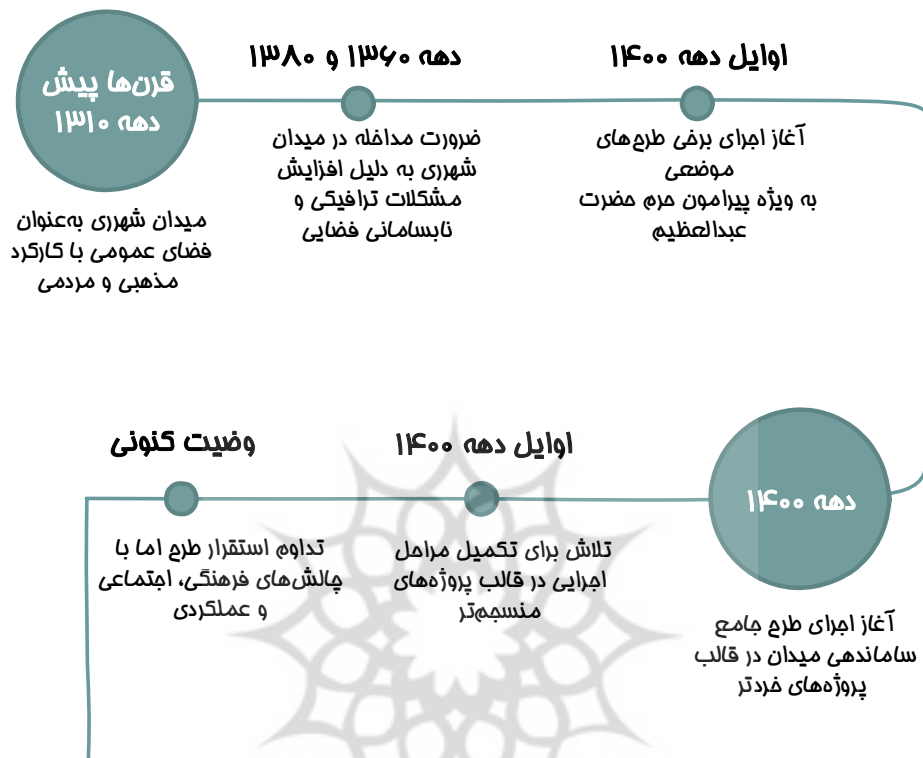 قرن‌ها پیش
دهه ۱۳۱۰
میدان شهرری به‌عنوان
فضای عمومی با کارکرد
مذهبی و مردمی
دهه ۱۳۶۰ و ۱۳۸۰
ضرورت مداخله در میدان
شهرری به دلیل افزایش
مشکلات ترافیکی و
نابسامانی فضایی
اوایل دهه ۱۴۰۰
آغاز اجرای برخی طرح‌های
موضعی
به ویژه پیرامون حرم حضرت
عبدالعظیم
دهه ۱۴۰۰
آغاز اجرای طرح جامع
ساماندهی میدان در قالب
پروژه‌های خردتر
اوایل دهه ۱۴۰۰
تلاش برای تکمیل مراحل
اجرایی در قالب پروژه‌های
منسجم‌تر
وضیت کنونی
تداوم استقرار طرح اما با
چالش‌های فرهنگی، اجتماعی
و عملکردی